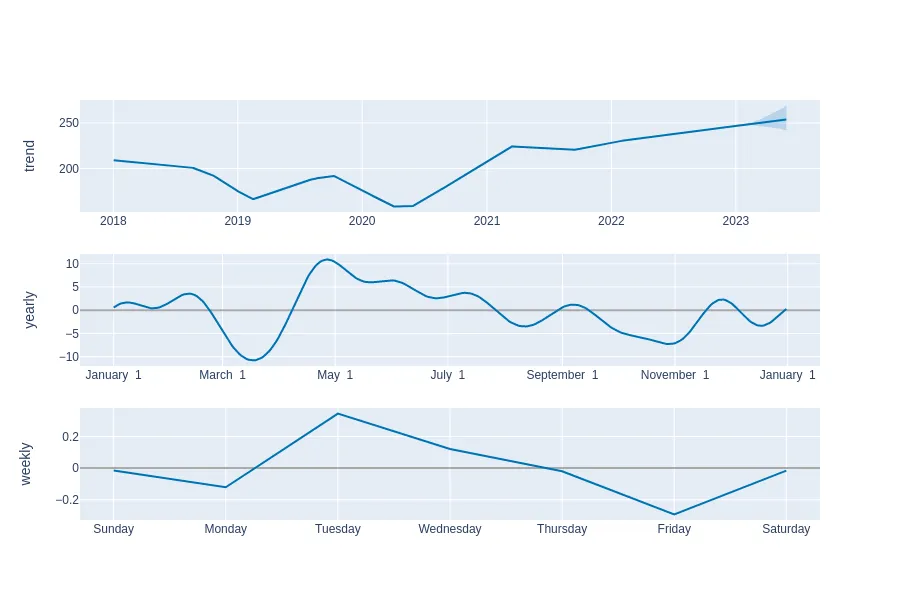 trend
250
200
2018 2019 2020 2021 2022 2023
yearly
10
5
0
−5
−10
January 1 March 1 May 1 July 1 September 1 November 1 January 1
weekly
0.2
0
−0.2
Sunday Monday Tuesday Wednesday Thursday Friday Saturday